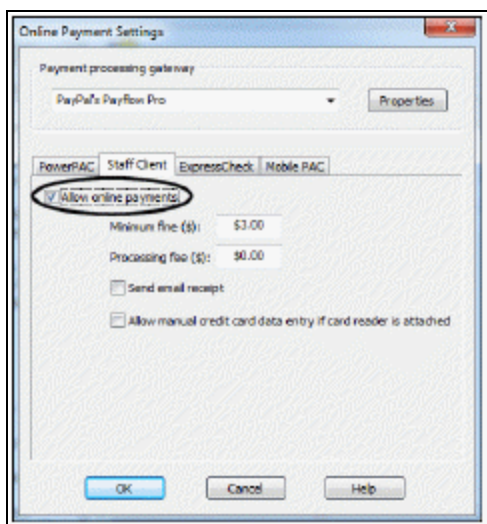 Online Payment Settings
Payment processing gateway
PayPal's Payflow Pro Properties
PowerPAC Staff Client ExpressCheck Mobile PAC
Allow online payments
Minimum fine ($): $3.00
Processing fee ($): $0.00
Send email receipt
Allow manual credit card data entry if card reader is attached
OK Cancel Help